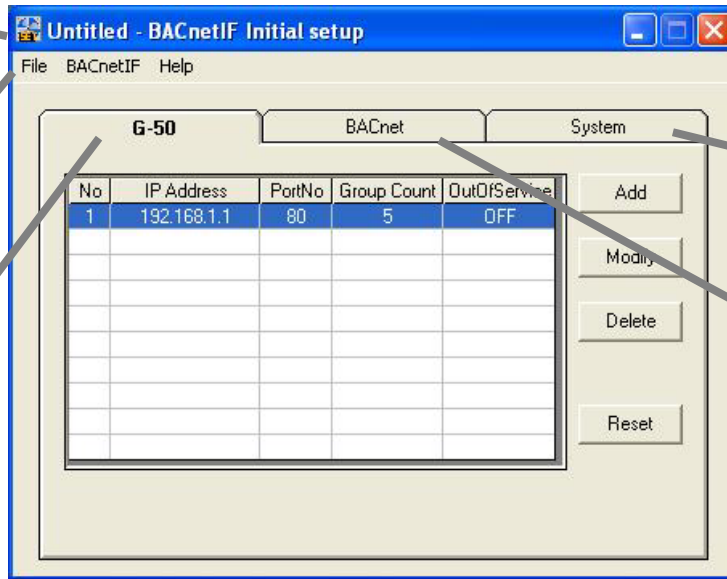 Untitled - BACnetIF Initial setup
File BACnetIF Help
G-50 BACnet System
No IP Address PortNo Group Count OutOfService
1 192.168.1.1 80 5 OFF
Add
Modify
Delete
Reset